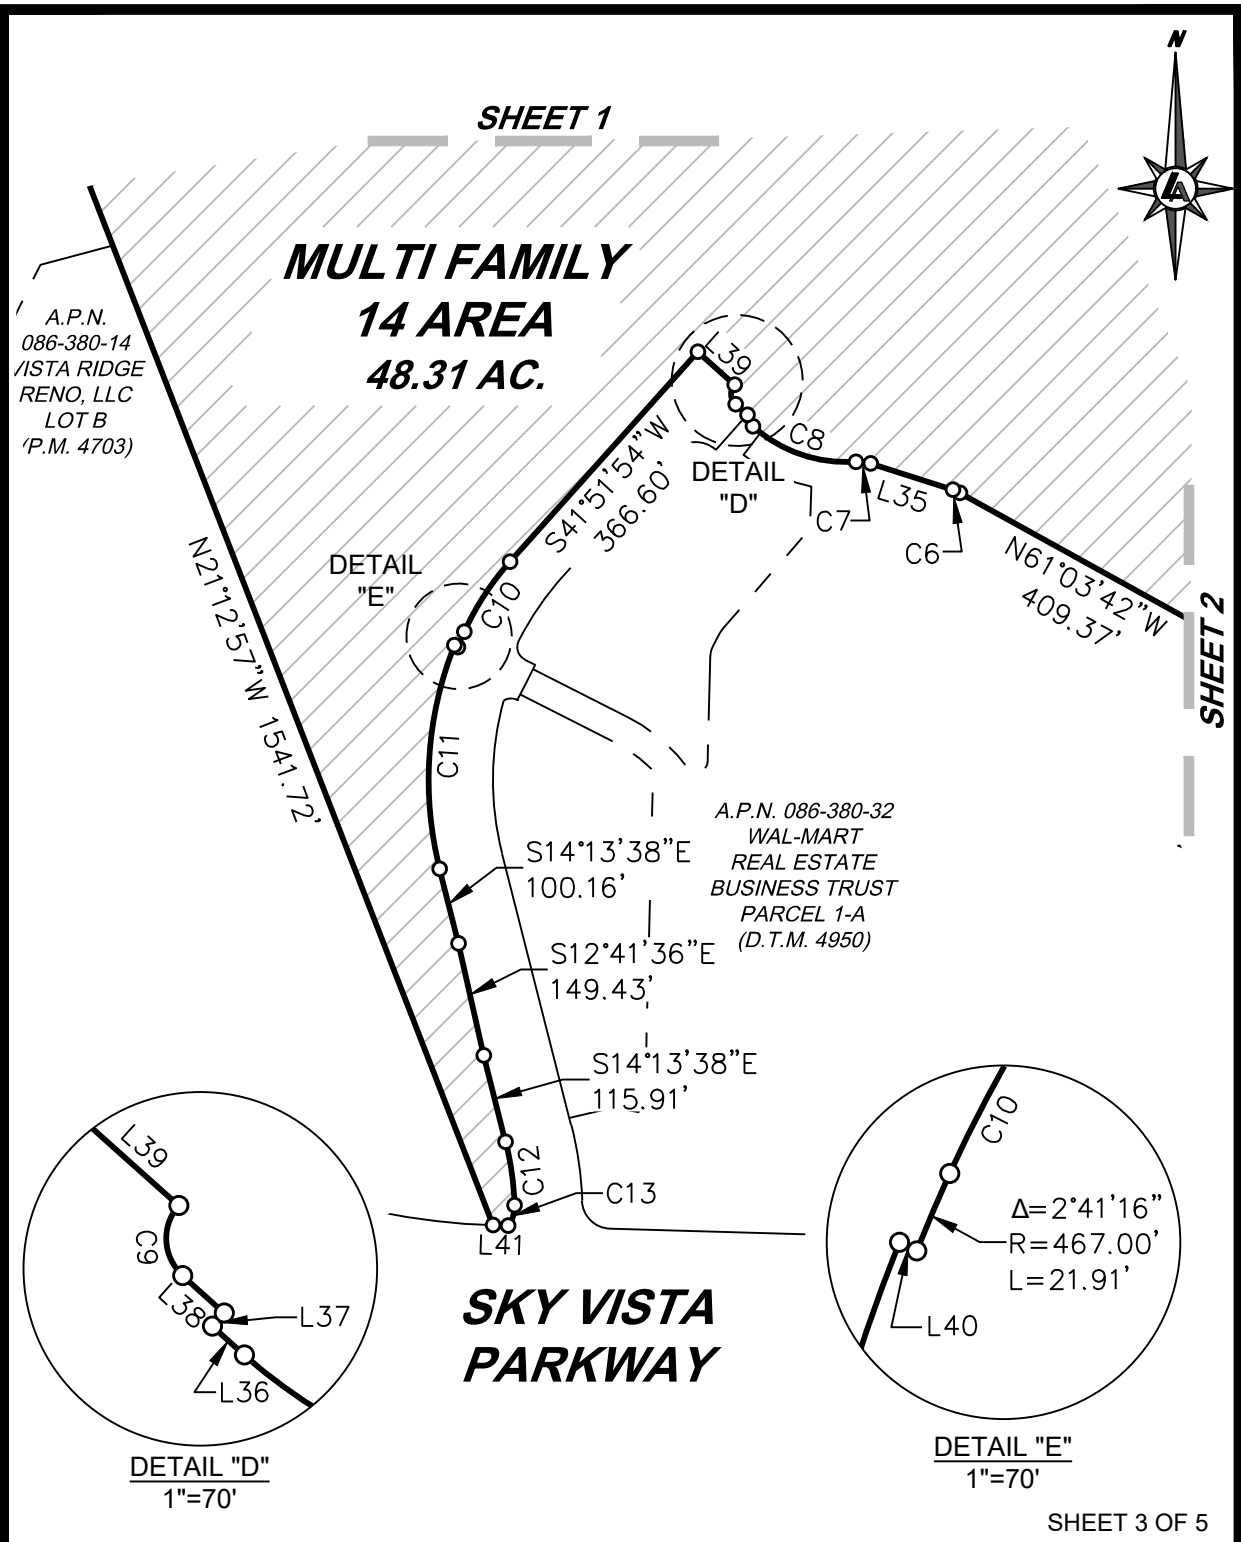 N
SHEET 1
MULTI FAMILY
14 AREA
48.31 AC.
A.P.N.
086-380-14
VISTA RIDGE
RENO, LLC
LOT B
(P.M. 4703)
L39
C8
DETAIL
"D"
C7
L35
C6
S41°51'54"W
366.60'
N61°03'42"W
409.37'
SHEET 2
DETAIL
"E"
C10
N21°12'57"W 1541.72'
C11
A.P.N. 086-380-32
WAL-MART
REAL ESTATE
BUSINESS TRUST
PARCEL 1-A
(D.T.M. 4950)
S14°13'38"E
100.16'
S12°41'36"E
149.43'
S14°13'38"E
115.91'
C12
C13
L41
SKY VISTA
PARKWAY
L39
C9
L38
L37
L36
DETAIL "D"
1"=70'
C10
Δ=2°41'16"
R=467.00'
L=21.91'
L40
DETAIL "E"
1"=70'
SHEET 3 OF 5